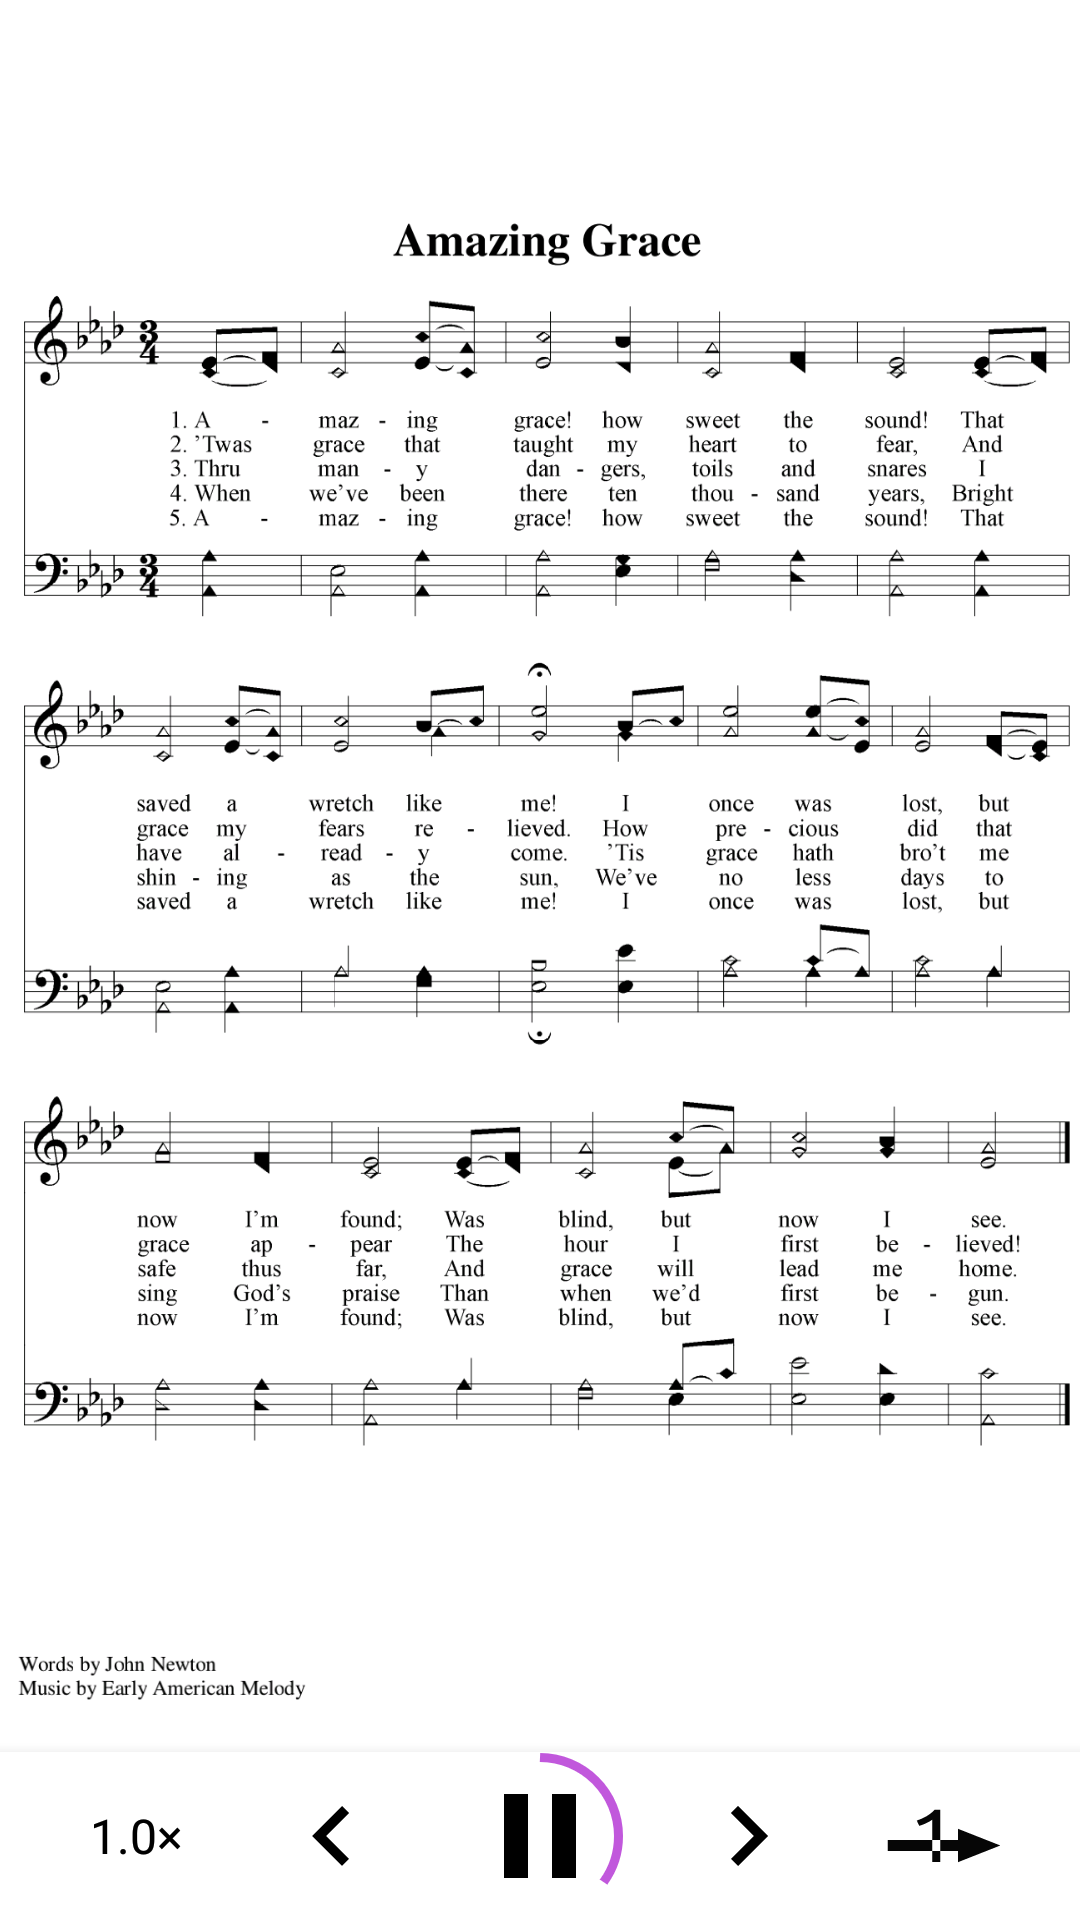 Amazing Grace
3
4
1. A - maz - ing grace! how sweet the sound! That
2. ’Twas grace that taught my heart to fear, And
3. Thru man - y dan - gers, toils and snares I
4. When we’ve been there ten thou - sand years, Bright
5. A - maz - ing grace! how sweet the sound! That
3
4
saved a wretch like me! I once was lost, but
grace my fears re - lieved. How pre - cious did that
have al - read - y come. ’Tis grace hath bro’t me
shin - ing as the sun, We’ve no less days to
saved a wretch like me! I once was lost, but
now I’m found; Was blind, but now I see.
grace ap - pear The hour I first be - lieved!
safe thus far, And grace will lead me home.
sing God’s praise Than when we’d first be - gun.
now I’m found; Was blind, but now I see.
Words by John Newton
Music by Early American Melody
1.0× 1